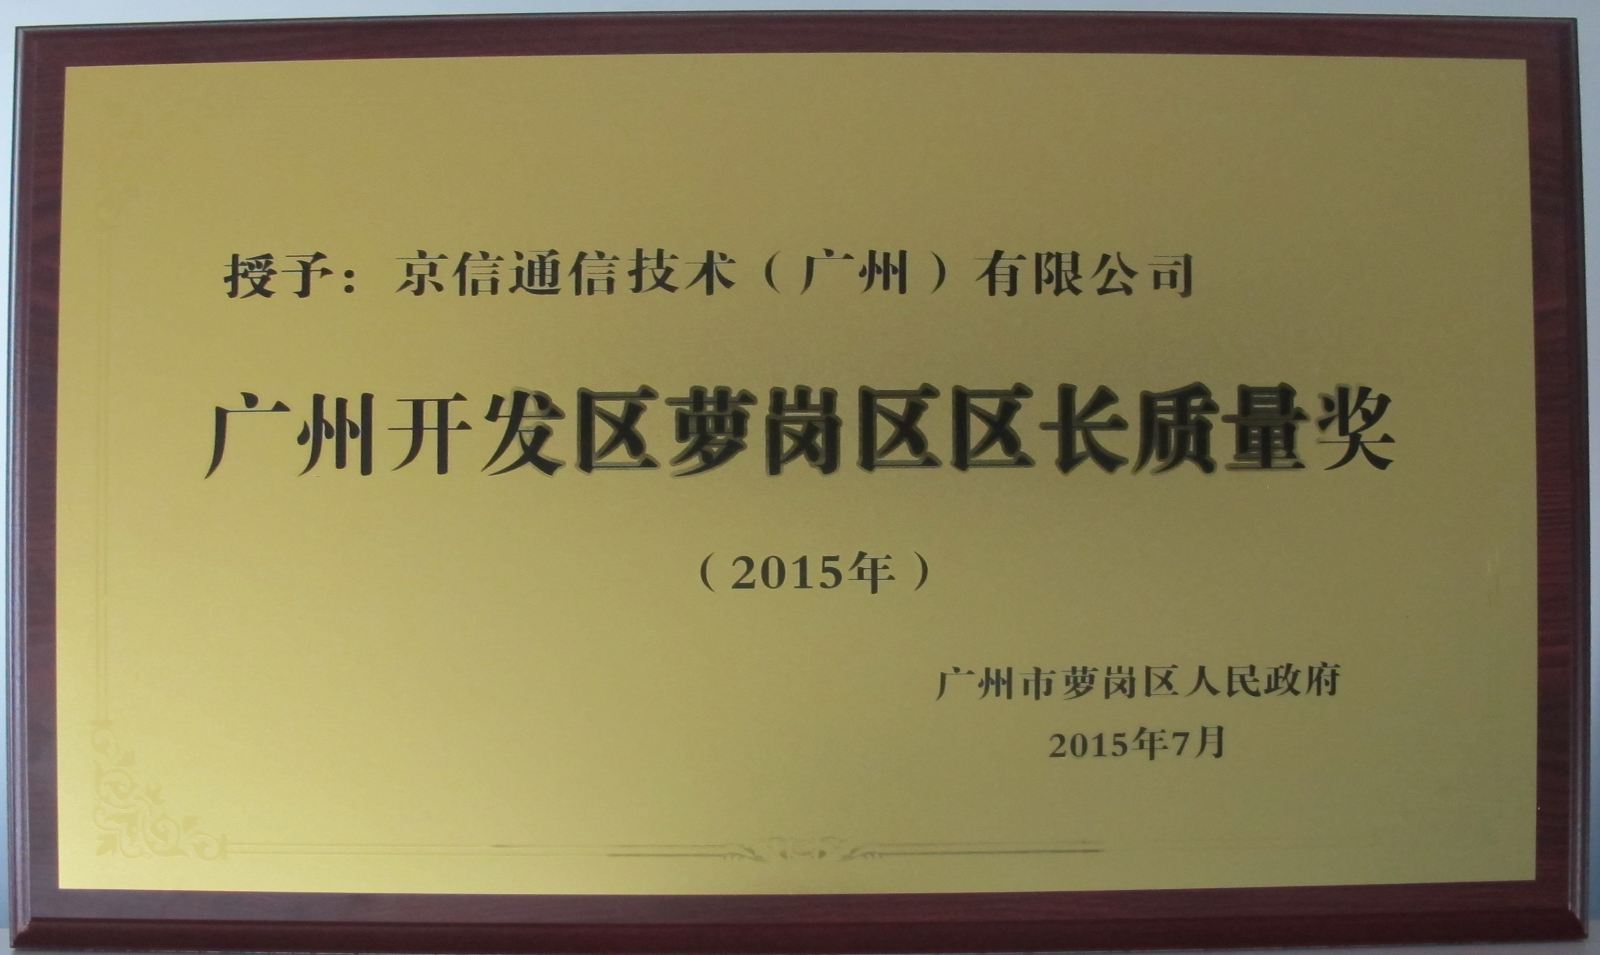 授予：京信通信技术（广州）有限公司
广州开发区萝岗区区长质量奖
（2015年）
广州市萝岗区人民政府
2015年7月